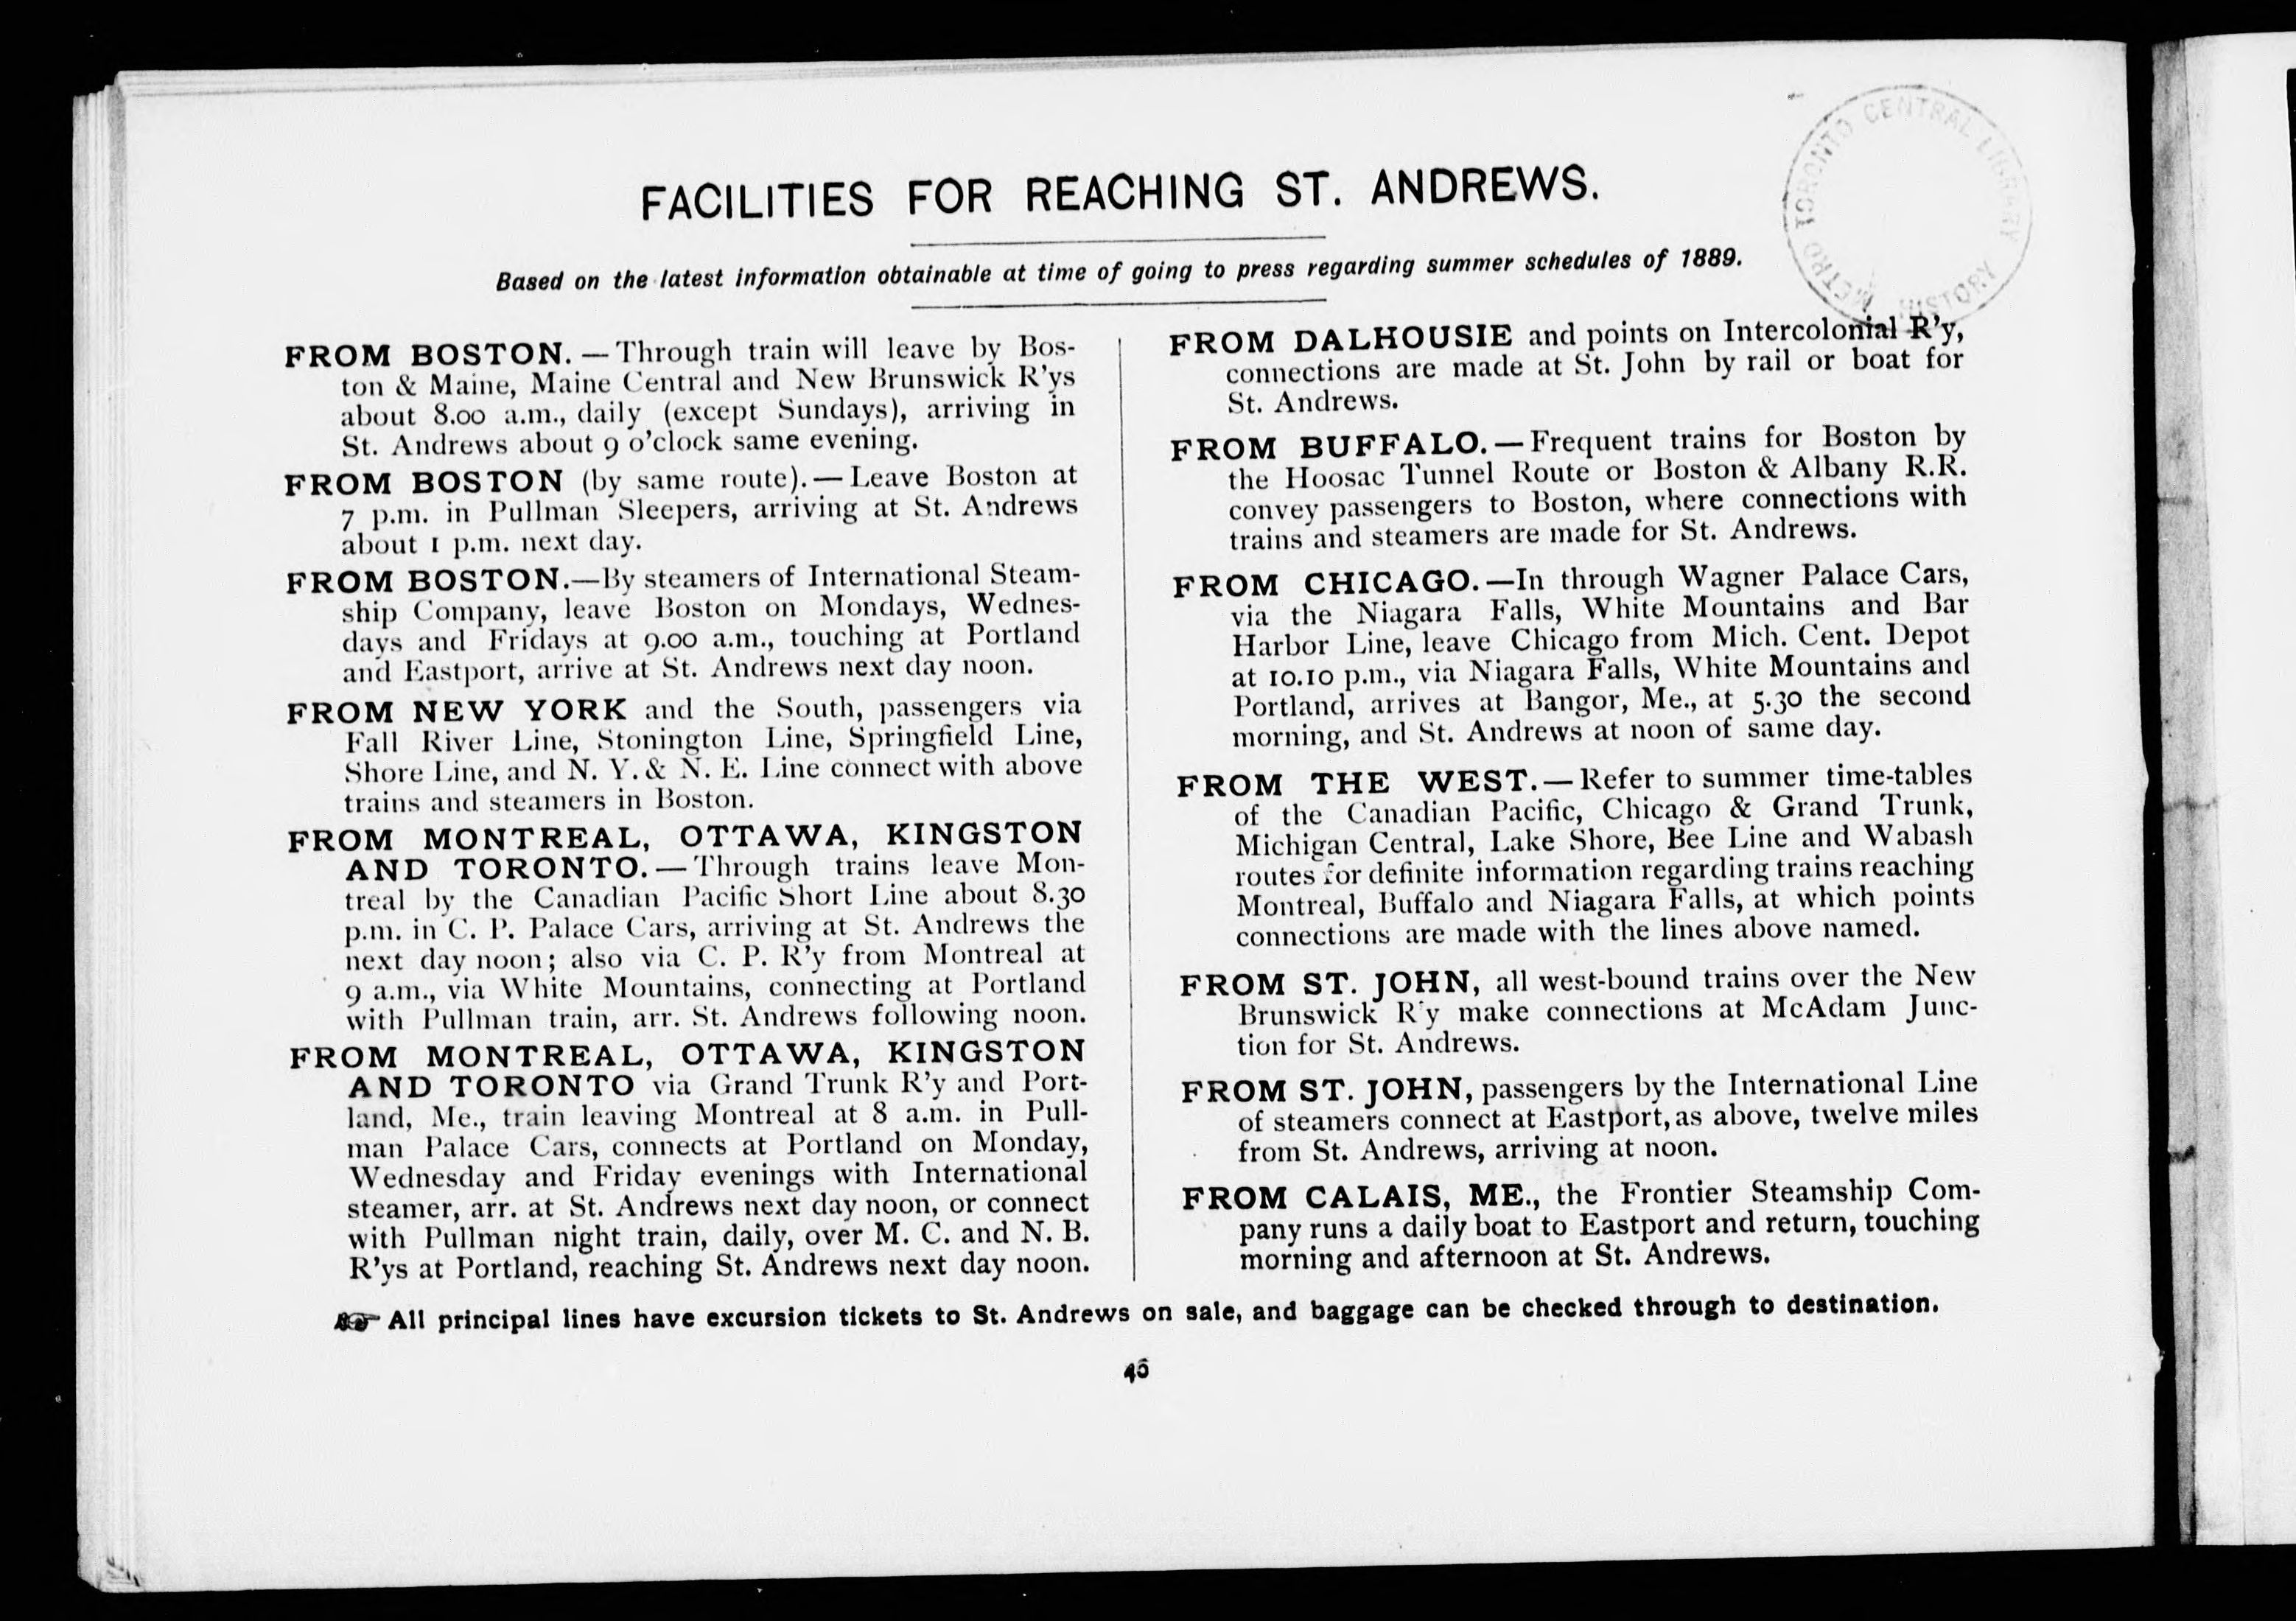 METRO TORONTO CENTRAL LIBRARY
HISTORY
FACILITIES FOR REACHING ST. ANDREWS.
Based on the latest information obtainable at time of going to press regarding summer schedules of 1889.
FROM BOSTON. — Through train will leave by Bos-
ton & Maine, Maine Central and New Brunswick R'ys
about 8.00 a.m., daily (except Sundays), arriving in
St. Andrews about 9 o'clock same evening.
FROM BOSTON (by same route). — Leave Boston at
7 p.m. in Pullman Sleepers, arriving at St. Andrews
about 1 p.m. next day.
FROM BOSTON.—By steamers of International Steam-
ship Company, leave Boston on Mondays, Wednes-
days and Fridays at 9.00 a.m., touching at Portland
and Eastport, arrive at St. Andrews next day noon.
FROM NEW YORK and the South, passengers via
Fall River Line, Stonington Line, Springfield Line,
Shore Line, and N. Y. & N. E. Line connect with above
trains and steamers in Boston.
FROM MONTREAL, OTTAWA, KINGSTON
AND TORONTO. — Through trains leave Mon-
treal by the Canadian Pacific Short Line about 8.30
p.m. in C. P. Palace Cars, arriving at St. Andrews the
next day noon; also via C. P. R'y from Montreal at
9 a.m., via White Mountains, connecting at Portland
with Pullman train, arr. St. Andrews following noon.
FROM MONTREAL, OTTAWA, KINGSTON
AND TORONTO via Grand Trunk R'y and Port-
land, Me., train leaving Montreal at 8 a.m. in Pull-
man Palace Cars, connects at Portland on Monday,
Wednesday and Friday evenings with International
steamer, arr. at St. Andrews next day noon, or connect
with Pullman night train, daily, over M. C. and N. B.
R'ys at Portland, reaching St. Andrews next day noon.
FROM DALHOUSIE and points on Intercolonial R'y,
connections are made at St. John by rail or boat for
St. Andrews.
FROM BUFFALO. — Frequent trains for Boston by
the Hoosac Tunnel Route or Boston & Albany R.R.
convey passengers to Boston, where connections with
trains and steamers are made for St. Andrews.
FROM CHICAGO. —In through Wagner Palace Cars,
via the Niagara Falls, White Mountains and Bar
Harbor Line, leave Chicago from Mich. Cent. Depot
at 10.10 p.m., via Niagara Falls, White Mountains and
Portland, arrives at Bangor, Me., at 5.30 the second
morning, and St. Andrews at noon of same day.
FROM THE WEST. — Refer to summer time-tables
of the Canadian Pacific, Chicago & Grand Trunk,
Michigan Central, Lake Shore, Bee Line and Wabash
routes for definite information regarding trains reaching
Montreal, Buffalo and Niagara Falls, at which points
connections are made with the lines above named.
FROM ST. JOHN, all west-bound trains over the New
Brunswick R'y make connections at McAdam Junc-
tion for St. Andrews.
FROM ST. JOHN, passengers by the International Line
of steamers connect at Eastport, as above, twelve miles
from St. Andrews, arriving at noon.
FROM CALAIS, ME., the Frontier Steamship Com-
pany runs a daily boat to Eastport and return, touching
morning and afternoon at St. Andrews.
☞ All principal lines have excursion tickets to St. Andrews on sale, and baggage can be checked through to destination.